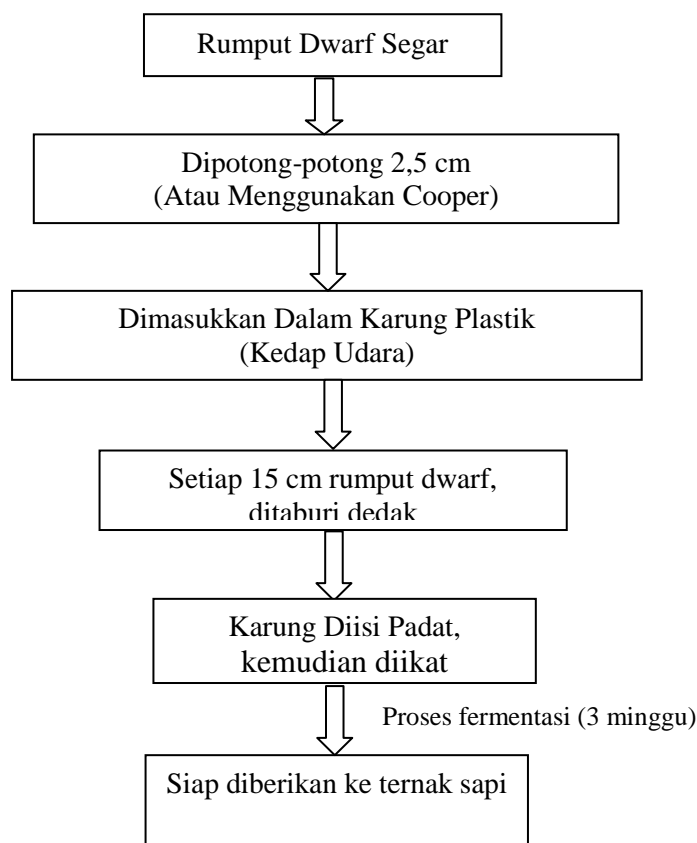 Rumput Dwarf Segar
Dipotong-potong 2,5 cm
(Atau Menggunakan Cooper)
Dimasukkan Dalam Karung Plastik
(Kedap Udara)
Setiap 15 cm rumput dwarf,
ditaburi dedak
Karung Diisi Padat,
kemudian diikat
Proses fermentasi (3 minggu)
Siap diberikan ke ternak sapi